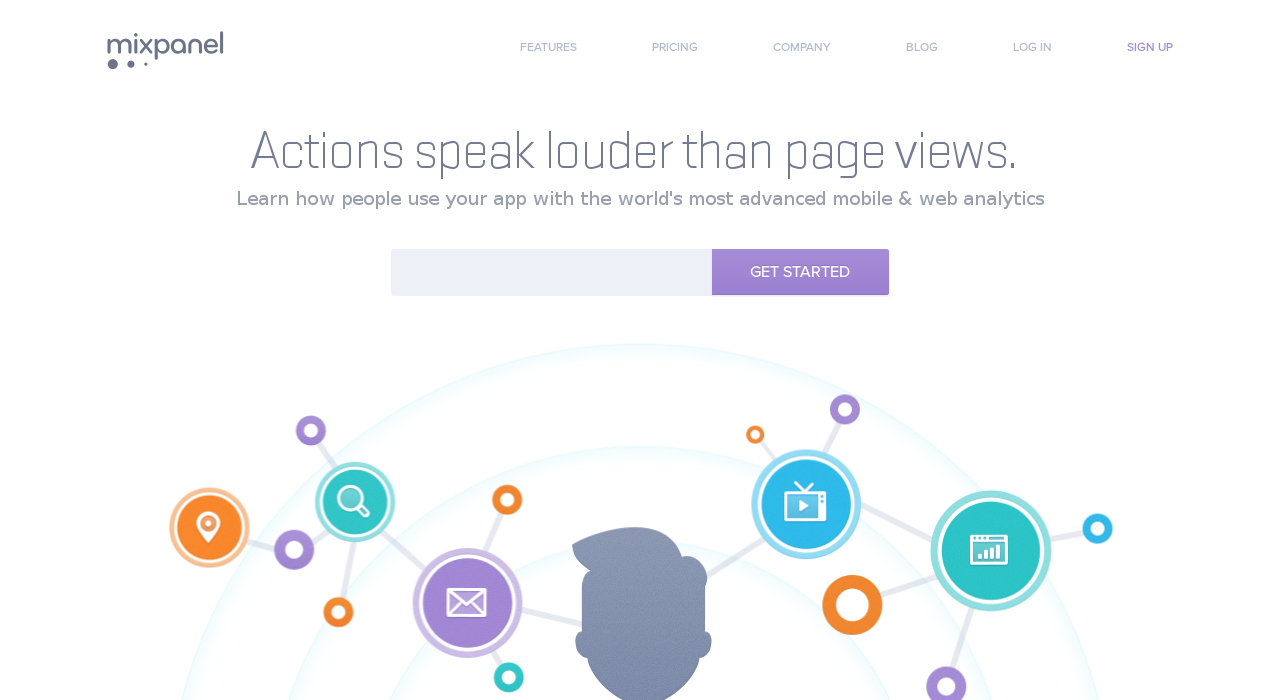 mixpanel
FEATURES PRICING COMPANY BLOG LOG IN SIGN UP
Actions speak louder than page views.
Learn how people use your app with the world's most advanced mobile & web analytics
GET STARTED